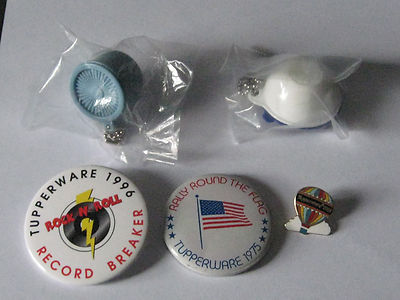 TUPPERWARE 1996
ROCK-N-ROLL
RECORD BREAKER
RALLY ROUND THE FLAG
TUPPERWARE 1975